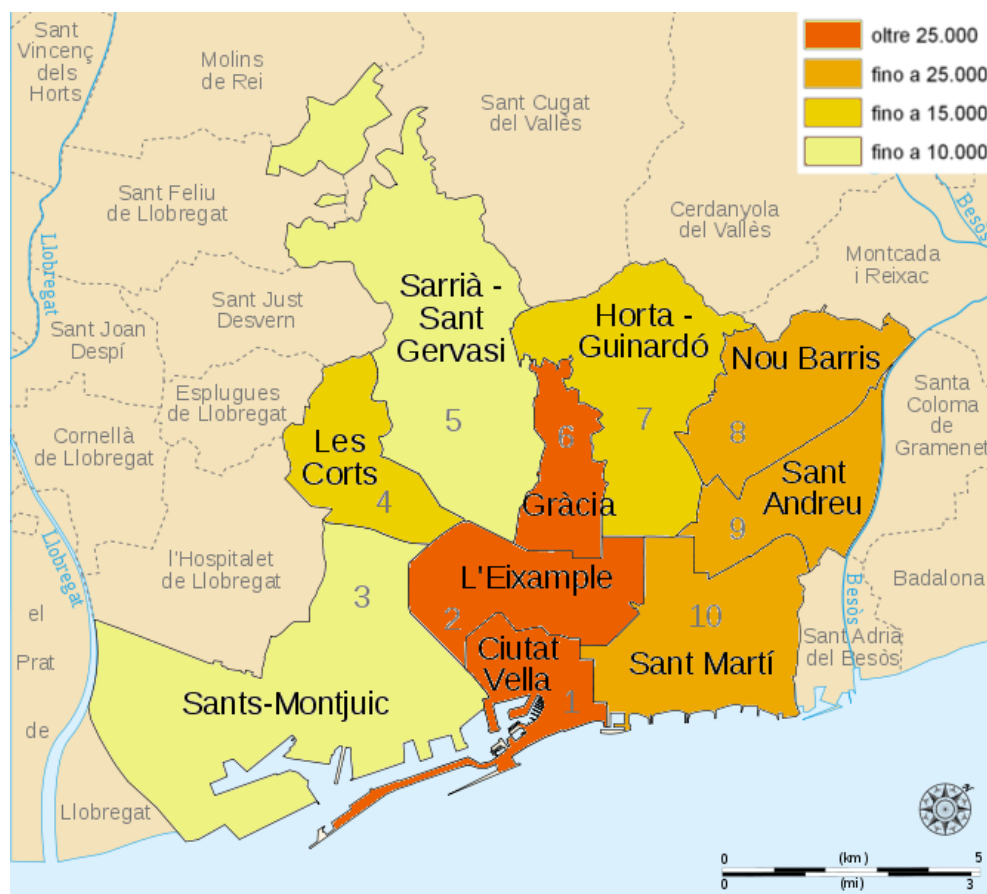 Sant
Vincenç
dels
Horts
Molins
de Rei
Sant Cugat
del Vallès
oltre 25.000
fino a 25.000
fino a 15.000
fino a 10.000
Sant Feliu
de Llobregat
Cerdanyola
del Vallès
Besòs
Llobregat
Montcada
i Reixac
Sant Just
Desvern
Sarrià -
Sant
Gervasi
5
Horta -
Guinardó
7
Nou Barris
8
Sant Joan
Despí
Esplugues
de Llobregat
Santa
Coloma
de
Gramenet
Cornellà
de Llobregat
Les
Corts
4
6
Gràcia
Sant
Andreu
9
Llobregat
l'Hospitalet
de Llobregat
3
L'Eixample
2
Besòs
Badalona
10
Sant Martí
Sant Adrià
del Besòs
Ciutat
Vella
1
Sants-Montjuic
el
Prat
de
Llobregat
N
0 (km) 5
0 (mi) 3